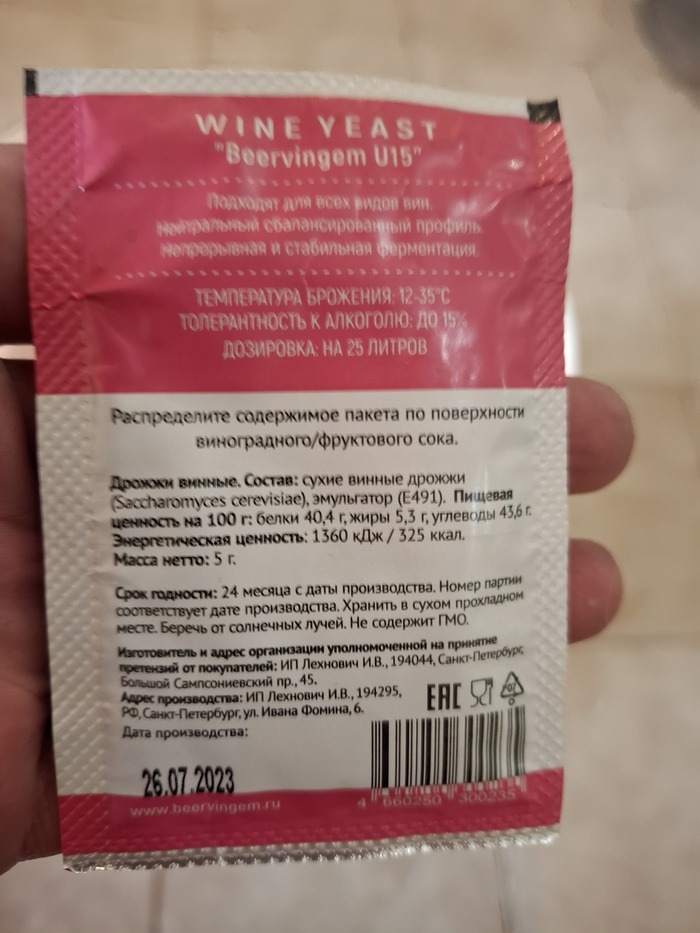 WINE YEAST
"Beervingem U15"
Подходят для всех видов вин.
Нейтральный сбалансированный профиль.
Непрерывная и стабильная ферментация.
ТЕМПЕРАТУРА БРОЖЕНИЯ: 12-35°C
ТОЛЕРАНТНОСТЬ К АЛКОГОЛЮ: ДО 15%
ДОЗИРОВКА: НА 25 ЛИТРОВ
Распределите содержимое пакета по поверхности
виноградного/фруктового сока.
Дрожжи винные. Состав: сухие винные дрожжи
(Saccharomyces cerevisiae), эмульгатор (Е491). Пищевая
ценность на 100 г: белки 40,4 г, жиры 5,3 г, углеводы 43,6 г.
Энергетическая ценность: 1360 кДж / 325 ккал.
Масса нетто: 5 г.
Срок годности: 24 месяца с даты производства. Номер партии
соответствует дате производства. Хранить в сухом прохладном
месте. Беречь от солнечных лучей. Не содержит ГМО.
Изготовитель и адрес организации уполномоченной на принятие
претензий от покупателей: ИП Лехнович И.В., 194044, Санкт-Петербург,
Большой Сампсониевский пр., 45.
Адрес производства: ИП Лехнович И.В., 194295,
РФ, Санкт-Петербург, ул. Ивана Фомина, 6.
EAC
Дата производства:
26.07.2023
www.beervingem.ru
4 660250 300235